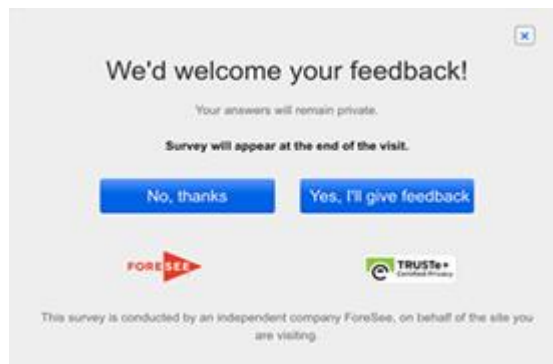 We'd welcome your feedback!
Your answers will remain private.
Survey will appear at the end of the visit.
No, thanks
Yes, I'll give feedback
FORESEE
TRUSTe+
Certified Privacy
This survey is conducted by an independent company ForeSee, on behalf of the site you
are visiting.